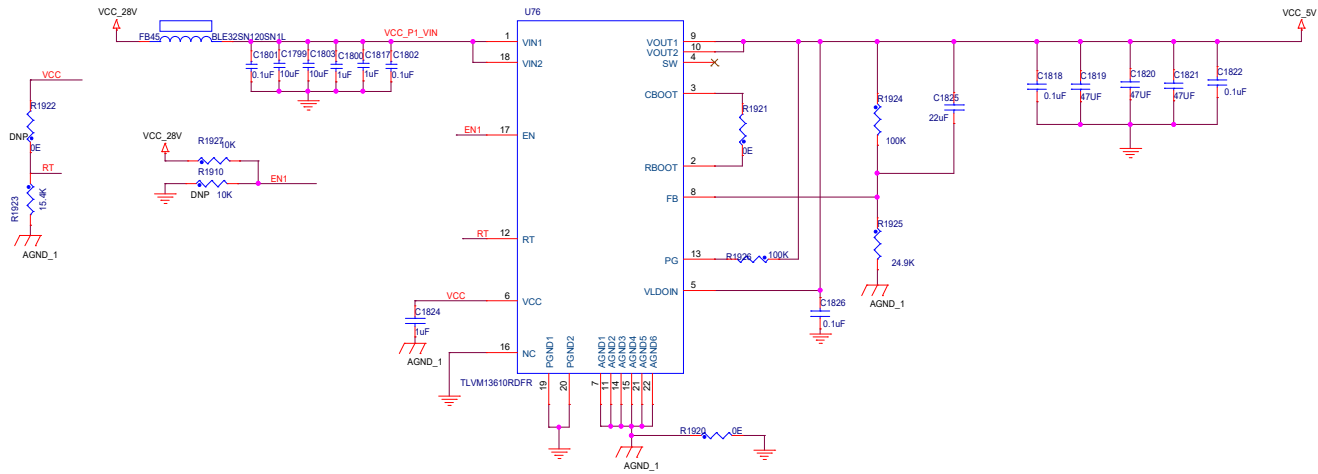 U76
VCC_28V
VCC_5V
FB45
BLE32SN120SN1L
VCC_P1_VIN
1
VIN1
18
VIN2
VOUT1
9
VOUT2
10
SW
4
C1801
0.1uF
C1799
10uF
C1803
10uF
C1800
1uF
C1817
1uF
C1802
0.1uF
VCC
R1922
DNP
0E
RT
R1923
15.4K
AGND_1
VCC_28V
R1927
10K
R1910
DNP
10K
EN1
EN1
17
EN
CBOOT
3
R1921
0E
RBOOT
2
FB
8
R1924
100K
C1825
22uF
C1818
0.1uF
C1819
47UF
C1820
47UF
C1821
47UF
C1822
0.1uF
R1925
24.9K
AGND_1
RT
12
RT
PG
13
R1926
100K
VLDOIN
5
C1826
0.1uF
VCC
6
VCC
C1824
1uF
AGND_1
16
NC
PGND1
PGND2
AGND1
AGND2
AGND3
AGND4
AGND5
AGND6
TLVM13610RDFR
19
20
7
11
14
15
21
22
R1920
0E
AGND_1